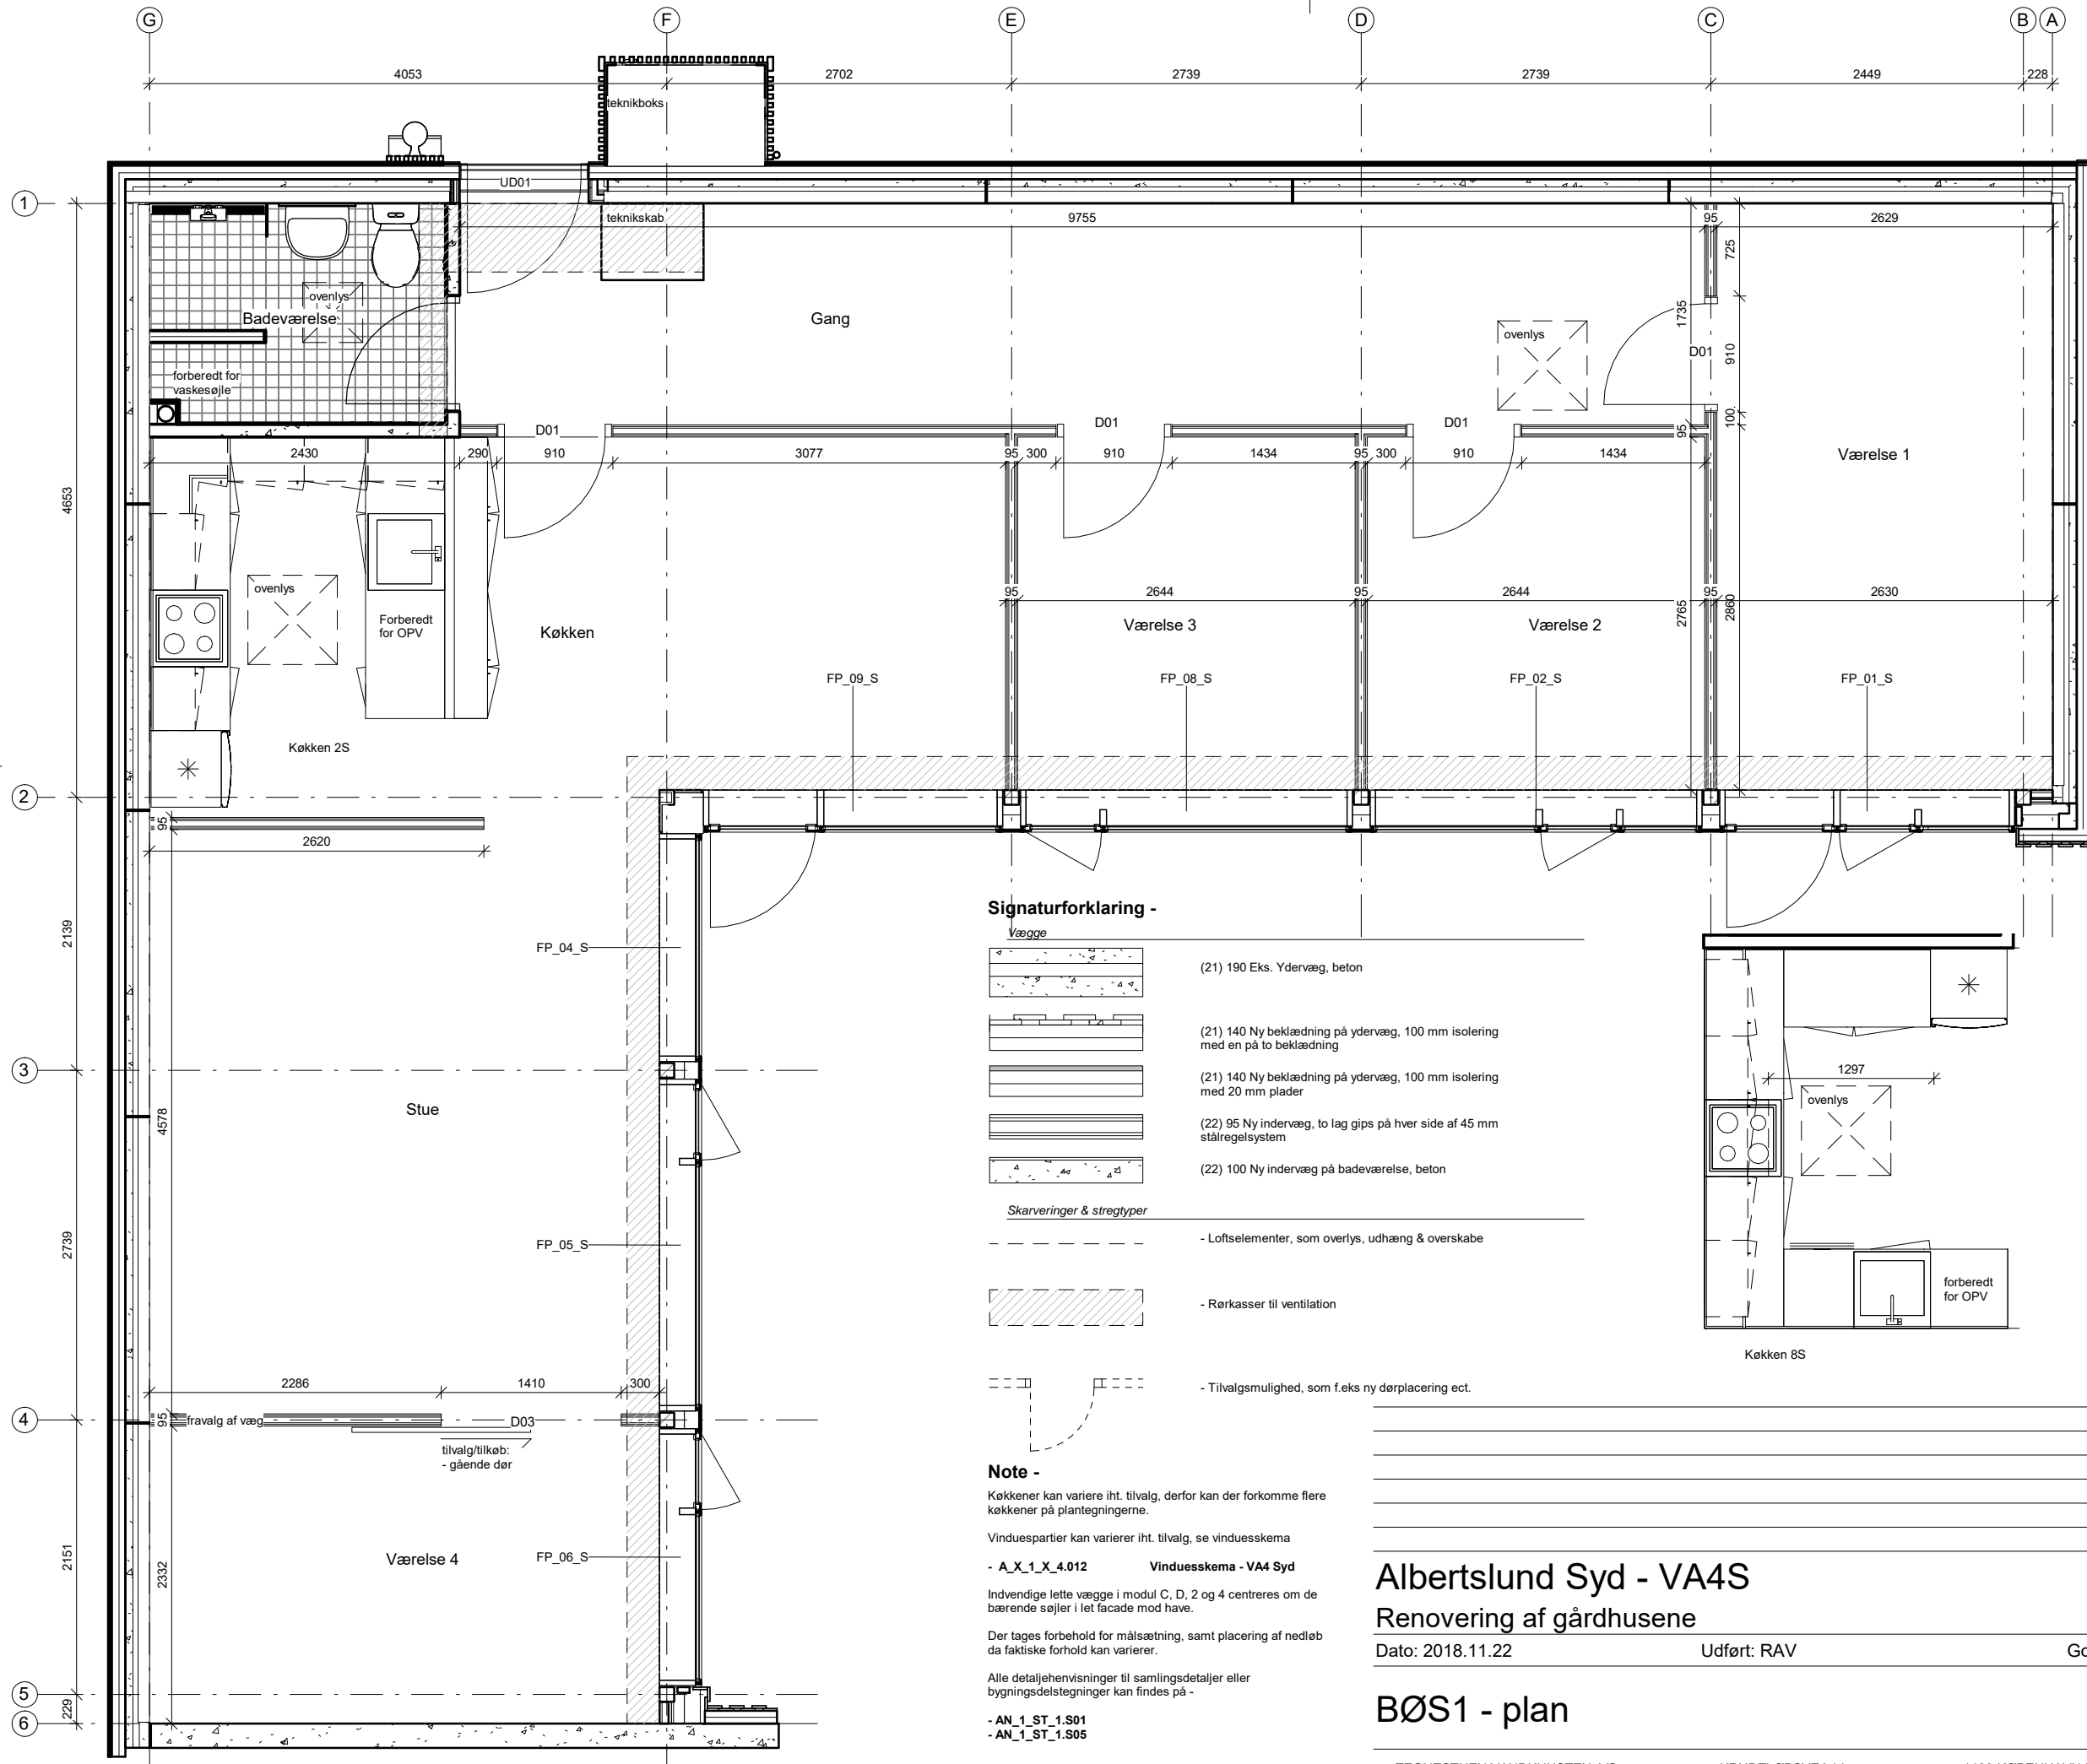 G F E D C B A
4053 2702 2739 2739 2449 228
teknikboks
UD01
1
teknikskab
9755 95 2629
725
ovenlys
Badeværelse
Gang
1735
ovenlys
910
D01
forberedt for
vaskesøjle
100
D01 D01 D01
95
2430 290 910 3077 95 300 910 1434 95 300 910 1434
Værelse 1
4653
ovenlys
Forberedt
for OPV
Køkken
95 2644 95 2644 95 2630
2765 2860
Værelse 3
Værelse 2
FP_09_S FP_08_S FP_02_S FP_01_S
Køkken 2S
2
95
2620
2139
FP_04_S
3
Stue
4578
2739
FP_05_S
2286 1410 300
4
95
fravalg af væg
D03
tilvalg/tilkøb:
- gående dør
2151
2332
Værelse 4
FP_06_S
5
229
6
Signaturforklaring -
Vægge
(21) 190 Eks. Ydervæg, beton
(21) 140 Ny beklædning på ydervæg, 100 mm isolering
med en på to beklædning
(21) 140 Ny beklædning på ydervæg, 100 mm isolering
med 20 mm plader
(22) 95 Ny indervæg, to lag gips på hver side af 45 mm
stålregelsystem
(22) 100 Ny indervæg på badeværelse, beton
Skarveringer & stregtyper
- Loftselementer, som overlys, udhæng & overskabe
- Rørkasser til ventilation
- Tilvalgsmulighed, som f.eks ny dørplacering ect.
1297
ovenlys
forberedt
for OPV
Køkken 8S
Note -
Køkkener kan variere iht. tilvalg, derfor kan der forkomme flere
køkkener på plantegningerne.
Vinduespartier kan varierer iht. tilvalg, se vinduesskema
- A_X_1_X_4.012 Vinduesskema - VA4 Syd
Indvendige lette vægge i modul C, D, 2 og 4 centreres om de
bærende søjler i let facade mod have.
Der tages forbehold for målsætning, samt placering af nedløb
da faktiske forhold kan varierer.
Alle detaljehenvisninger til samlingsdetaljer eller
bygningsdelstegninger kan findes på -
- AN_1_ST_1.S01
- AN_1_ST_1.S05
Albertslund Syd - VA4S
Renovering af gårdhusene
Dato: 2018.11.22 Udført: RAV
BØS1 - plan